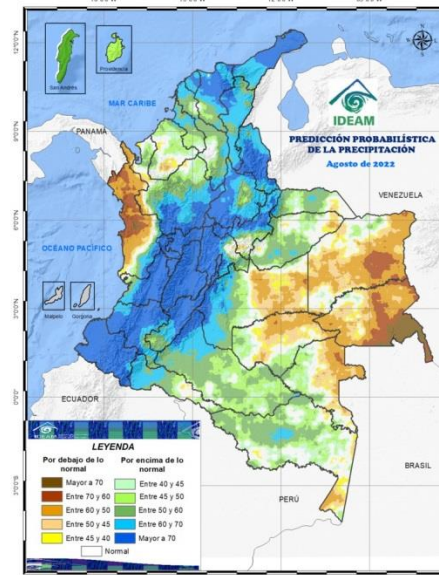 MAR CARIBE
San Andrés
Providencia
PANAMÁ
IDEAM
PREDICCIÓN PROBABILÍSTICA
DE LA PRECIPITACIÓN
Agosto de 2022
VENEZUELA
OCÉANO PACÍFICO
Malpelo
Gorgona
ECUADOR
BRASIL
PERÚ
LEYENDA
Por debajo de lo normal
Mayor a 70
Entre 70 y 60
Entre 60 y 50
Entre 50 y 45
Entre 45 y 40
Por encima de lo normal
Entre 40 y 45
Entre 45 y 50
Entre 50 y 60
Entre 60 y 70
Mayor a 70
Normal